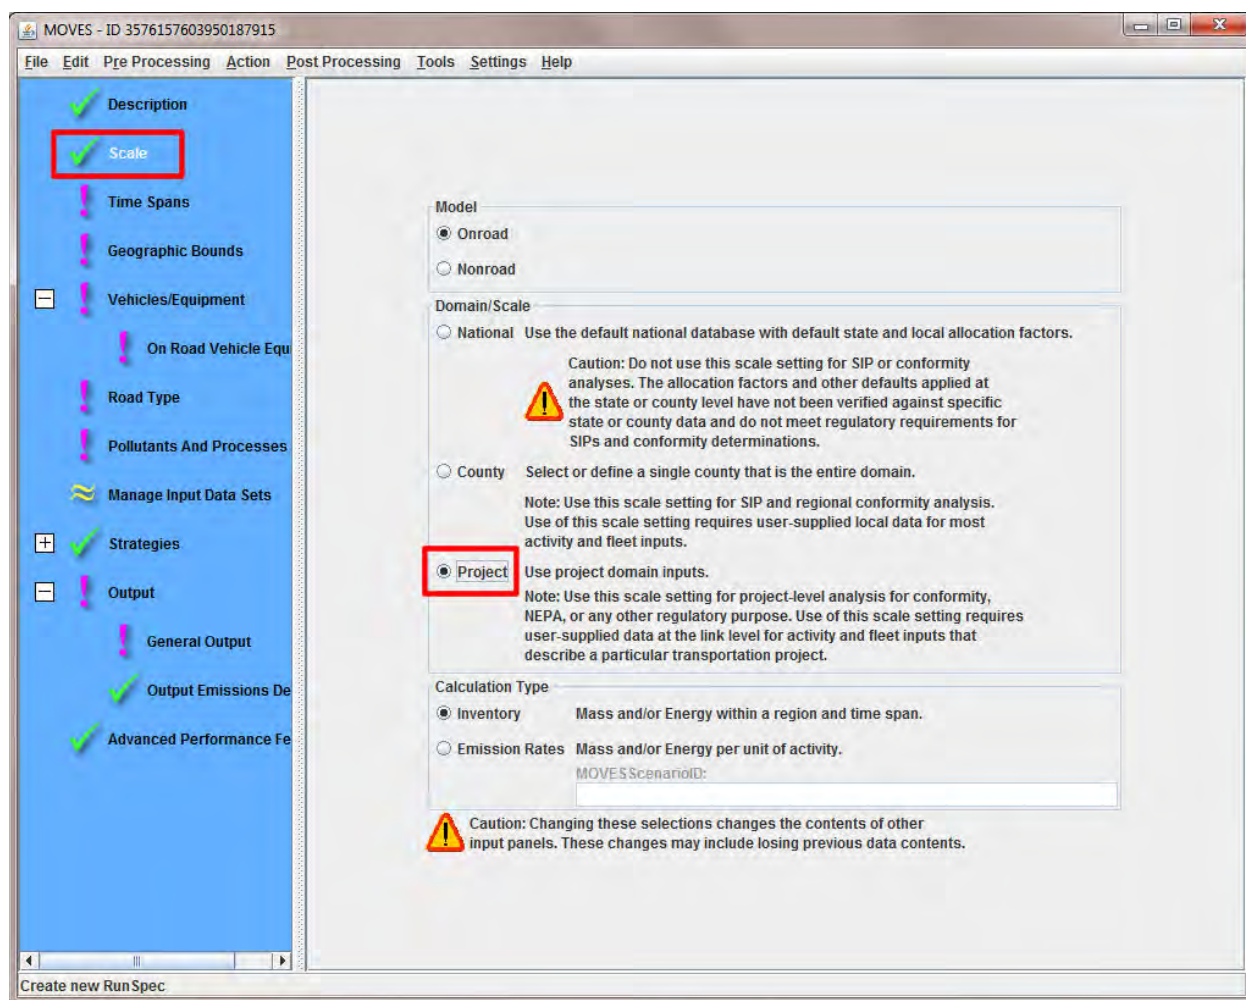 MOVES - ID 3576157603950187915
File Edit Pre Processing Action Post Processing Tools Settings Help
Description
Scale
Time Spans
Geographic Bounds
Vehicles/Equipment
On Road Vehicle Equi
Road Type
Pollutants And Processes
Manage Input Data Sets
Strategies
Output
General Output
Output Emissions De
Advanced Performance Fe
Model
Onroad
Nonroad
Domain/Scale
National Use the default national database with default state and local allocation factors.
Caution: Do not use this scale setting for SIP or conformity
analyses. The allocation factors and other defaults applied at
the state or county level have not been verified against specific
state or county data and do not meet regulatory requirements for
SIPs and conformity determinations.
County Select or define a single county that is the entire domain.
Note: Use this scale setting for SIP and regional conformity analysis.
Use of this scale setting requires user-supplied local data for most
activity and fleet inputs.
Project Use project domain inputs.
Note: Use this scale setting for project-level analysis for conformity,
NEPA, or any other regulatory purpose. Use of this scale setting requires
user-supplied data at the link level for activity and fleet inputs that
describe a particular transportation project.
Calculation Type
Inventory Mass and/or Energy within a region and time span.
Emission Rates Mass and/or Energy per unit of activity.
MOVESScenarioID:
Caution: Changing these selections changes the contents of other
input panels. These changes may include losing previous data contents.
Create new RunSpec